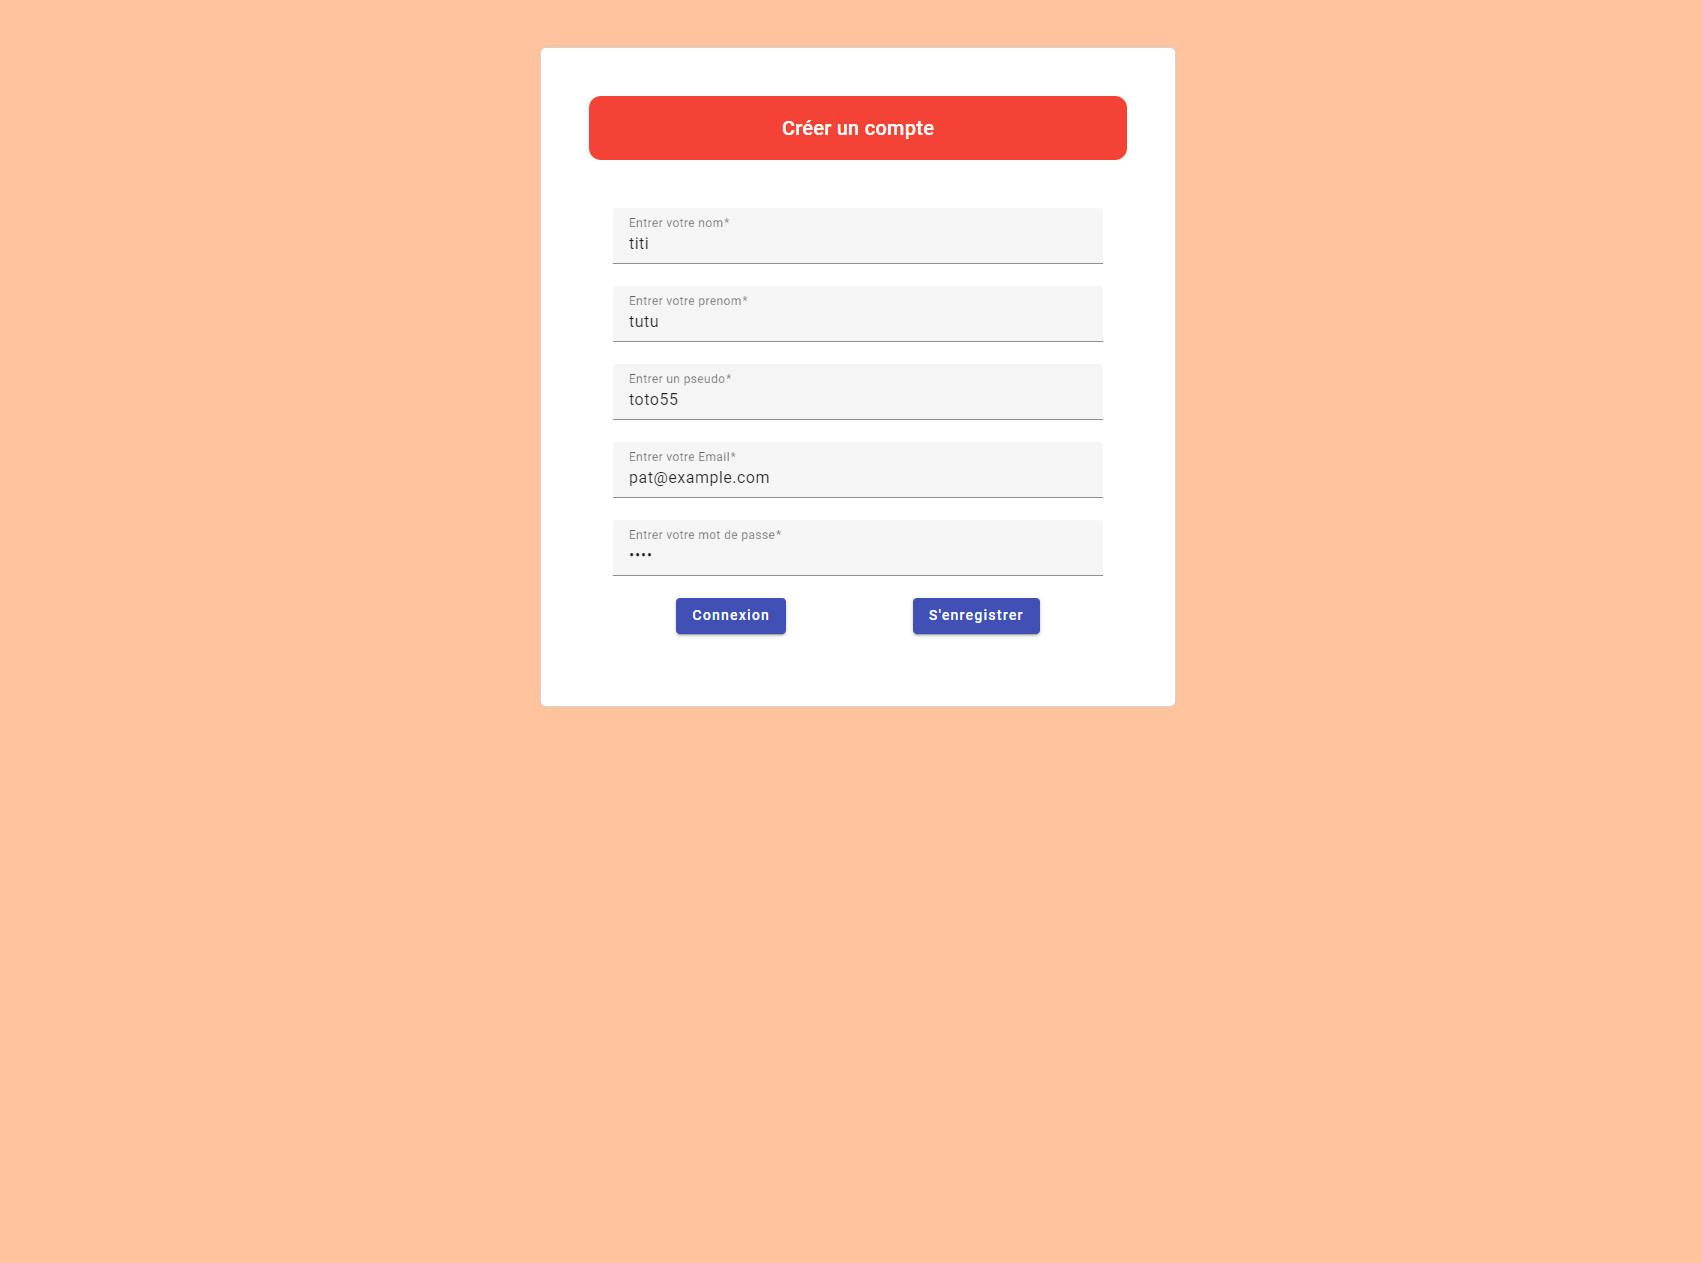 Créer un compte
Entrer votre nom*
titi
Entrer votre prenom*
tutu
Entrer un pseudo*
toto55
Entrer votre Email*
pat@example.com
Entrer votre mot de passe*
••••
Connexion
S'enregistrer